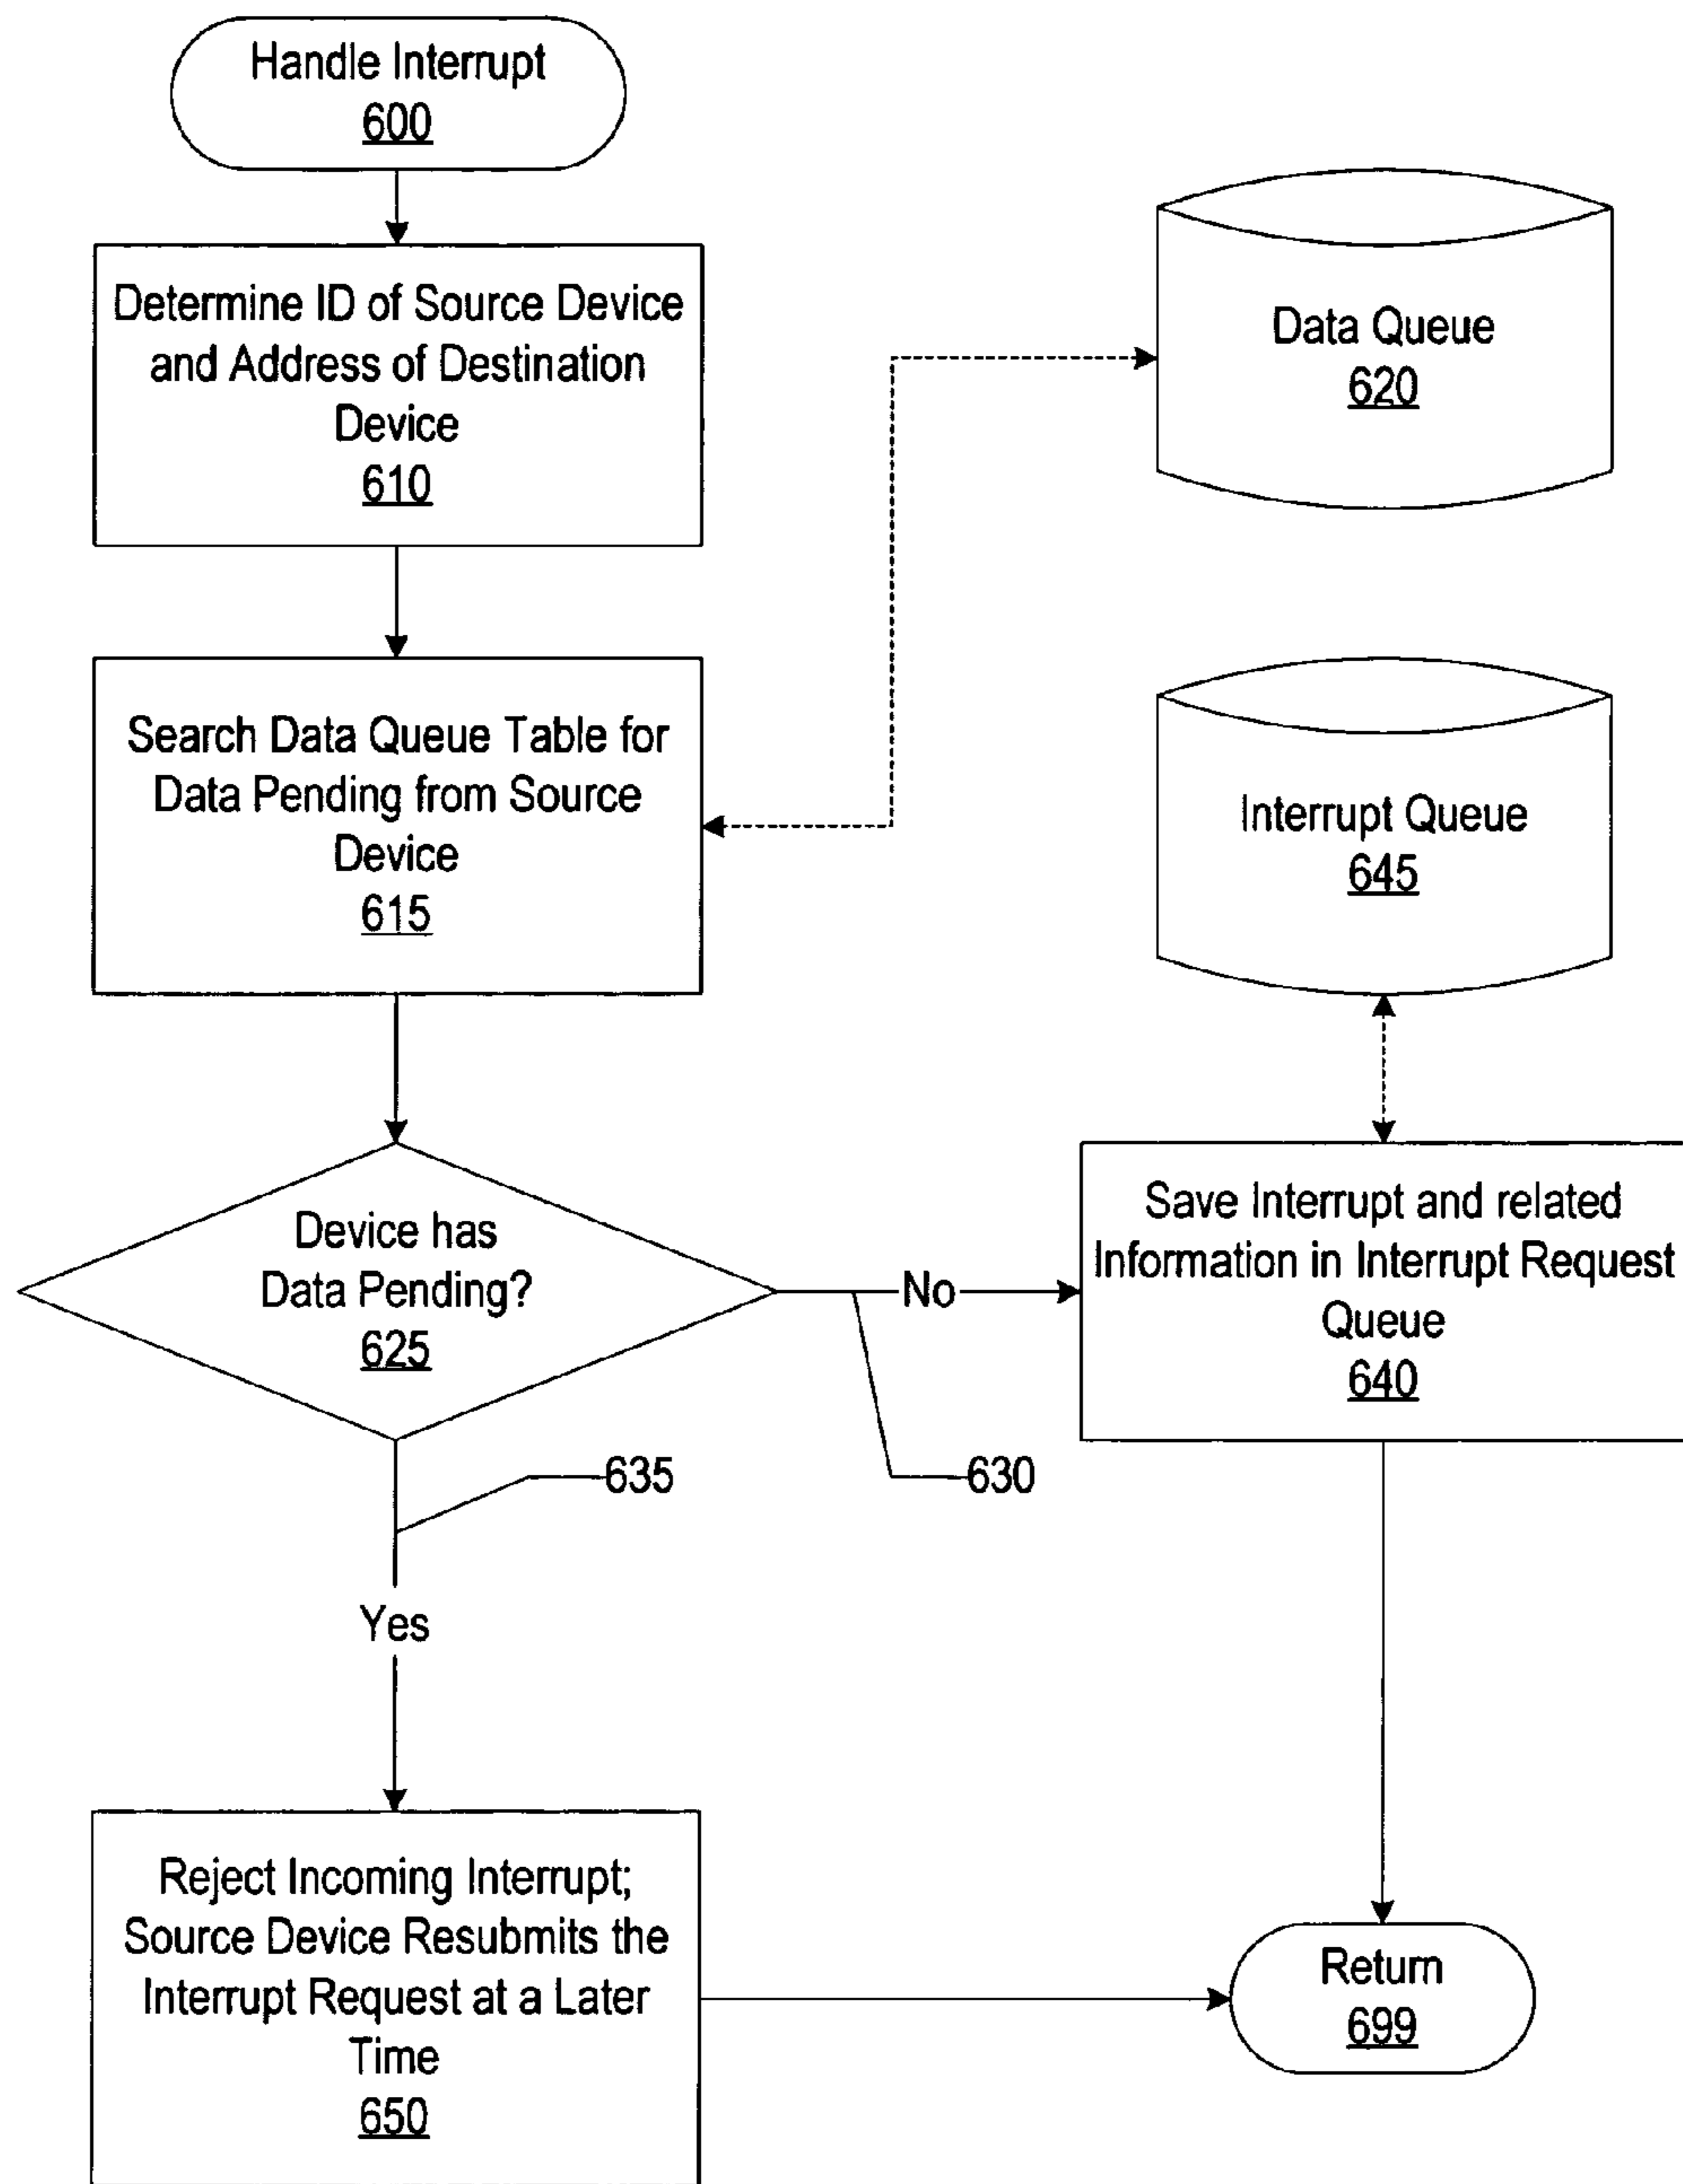 Handle Interrupt
600
Determine ID of Source Device
and Address of Destination
Device
610
Data Queue
620
Search Data Queue Table for
Data Pending from Source
Device
615
Interrupt Queue
645
Device has
Data Pending?
625
No
630
635
Save Interrupt and related
Information in Interrupt Request
Queue
640
Yes
Reject Incoming Interrupt;
Source Device Resubmits the
Interrupt Request at a Later
Time
650
Return
699